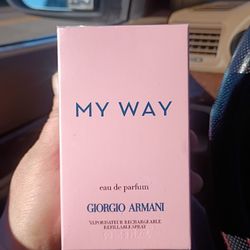 MY WAY
eau de parfum
GIORGIO ARMANI
VAPORISATEUR RECHARGEABLE
REFILLABLE SPRAY